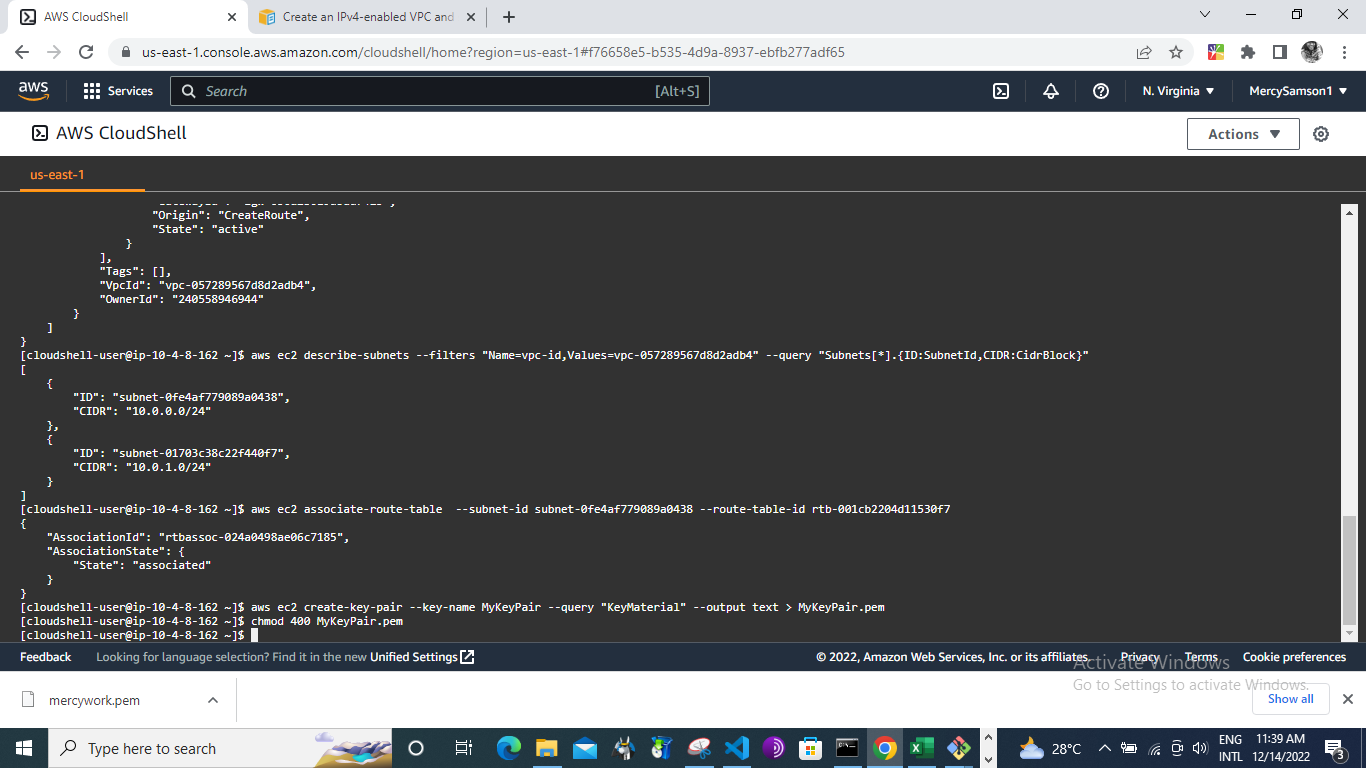 AWS CloudShell
Create an IPv4-enabled VPC and
us-east-1.console.aws.amazon.com/cloudshell/home?region=us-east-1#f76658e5-b535-4d9a-8937-ebfb277adf65
aws
Services
Search
[Alt+S]
N. Virginia
MercySamson1
AWS CloudShell
Actions
us-east-1
"Origin": "CreateRoute",
"State": "active"
}
],
"Tags": [],
"VpcId": "vpc-057289567d8d2adb4",
"OwnerId": "240558946944"
}
]
}
[cloudshell-user@ip-10-4-8-162 ~]$ aws ec2 describe-subnets --filters "Name=vpc-id,Values=vpc-057289567d8d2adb4" --query "Subnets[*].{ID:SubnetId,CIDR:CidrBlock}"
[
{
"ID": "subnet-0fe4af779089a0438",
"CIDR": "10.0.0.0/24"
},
{
"ID": "subnet-01703c38c22f440f7",
"CIDR": "10.0.1.0/24"
}
]
[cloudshell-user@ip-10-4-8-162 ~]$ aws ec2 associate-route-table  --subnet-id subnet-0fe4af779089a0438 --route-table-id rtb-001cb2204d11530f7
{
"AssociationId": "rtbassoc-024a0498ae06c7185",
"AssociationState": {
"State": "associated"
}
}
[cloudshell-user@ip-10-4-8-162 ~]$ aws ec2 create-key-pair --key-name MyKeyPair --query "KeyMaterial" --output text > MyKeyPair.pem
[cloudshell-user@ip-10-4-8-162 ~]$ chmod 400 MyKeyPair.pem
[cloudshell-user@ip-10-4-8-162 ~]$
Feedback
Looking for language selection? Find it in the new Unified Settings
© 2022, Amazon Web Services, Inc. or its affiliates.
Privacy
Terms
Cookie preferences
Activate Windows
Go to Settings to activate Windows.
mercywork.pem
Show all
Type here to search
28°C
ENG
INTL
11:39 AM
12/14/2022
3